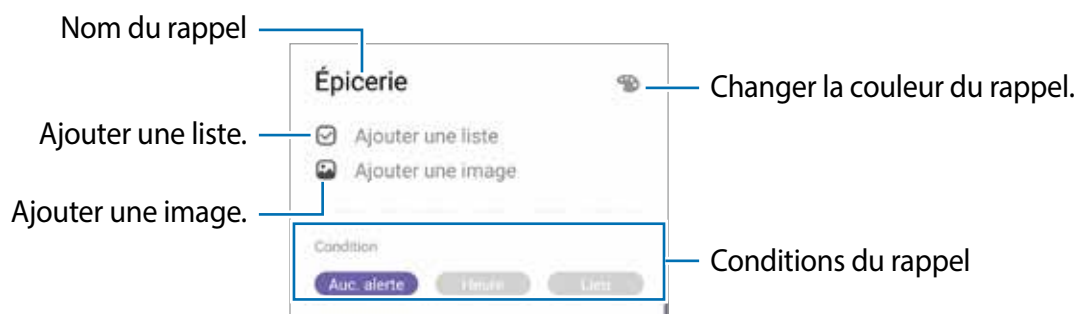 Nom du rappel
Épicerie
Changer la couleur du rappel.
Ajouter une liste.
Ajouter une liste
Ajouter une image
Ajouter une image.
Condition
Conditions du rappel
Auc. alerte Heure Lieu